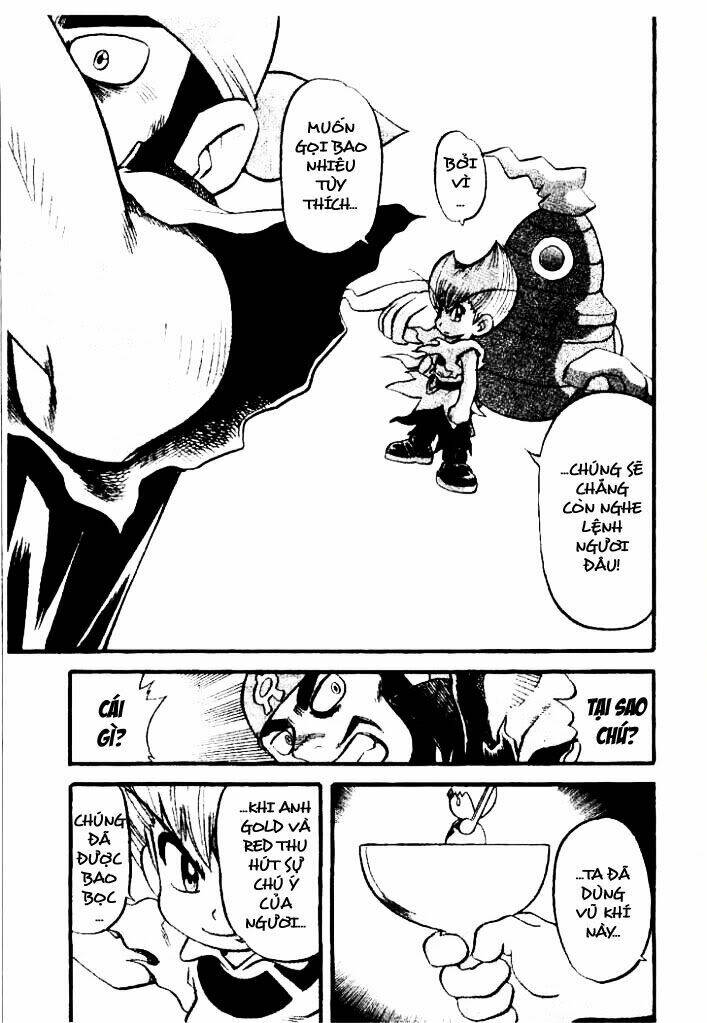 MUỐN
GỌI BAO
NHIÊU
TÙY
THÍCH...
BỞI
VÌ
...
...CHÚNG SẼ
CHẲNG
CÒN NGHE
LỆNH
NGƯƠI
ĐÂU!
TẠI SAO
CHỨ?
CÁI
GÌ?
...TA ĐÃ
DÙNG
VŨ KHÍ
NÀY...
...KHI ANH
GOLD VÀ
RED THU
HÚT SỰ
CHÚ Ý
CỦA
NGƯƠI...
CHÚNG
ĐÃ
ĐƯỢC
BAO
BỌC
...